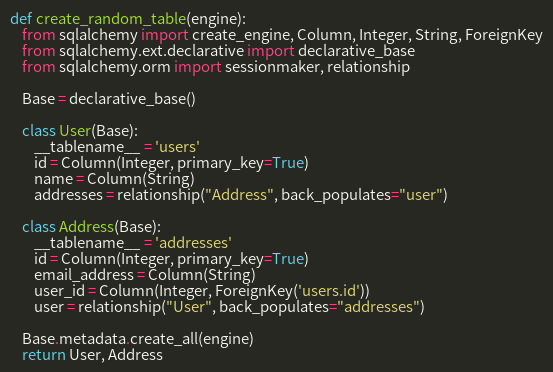 def create_random_table(engine):
    from sqlalchemy import create_engine, Column, Integer, String, ForeignKey
    from sqlalchemy.ext.declarative import declarative_base
    from sqlalchemy.orm import sessionmaker, relationship

    Base = declarative_base()

    class User(Base):
        __tablename__ = 'users'
        id = Column(Integer, primary_key=True)
        name = Column(String)
        addresses = relationship("Address", back_populates="user")

    class Address(Base):
        __tablename__ = 'addresses'
        id = Column(Integer, primary_key=True)
        email_address = Column(String)
        user_id = Column(Integer, ForeignKey('users.id'))
        user = relationship("User", back_populates="addresses")

    Base.metadata.create_all(engine)
    return User, Address